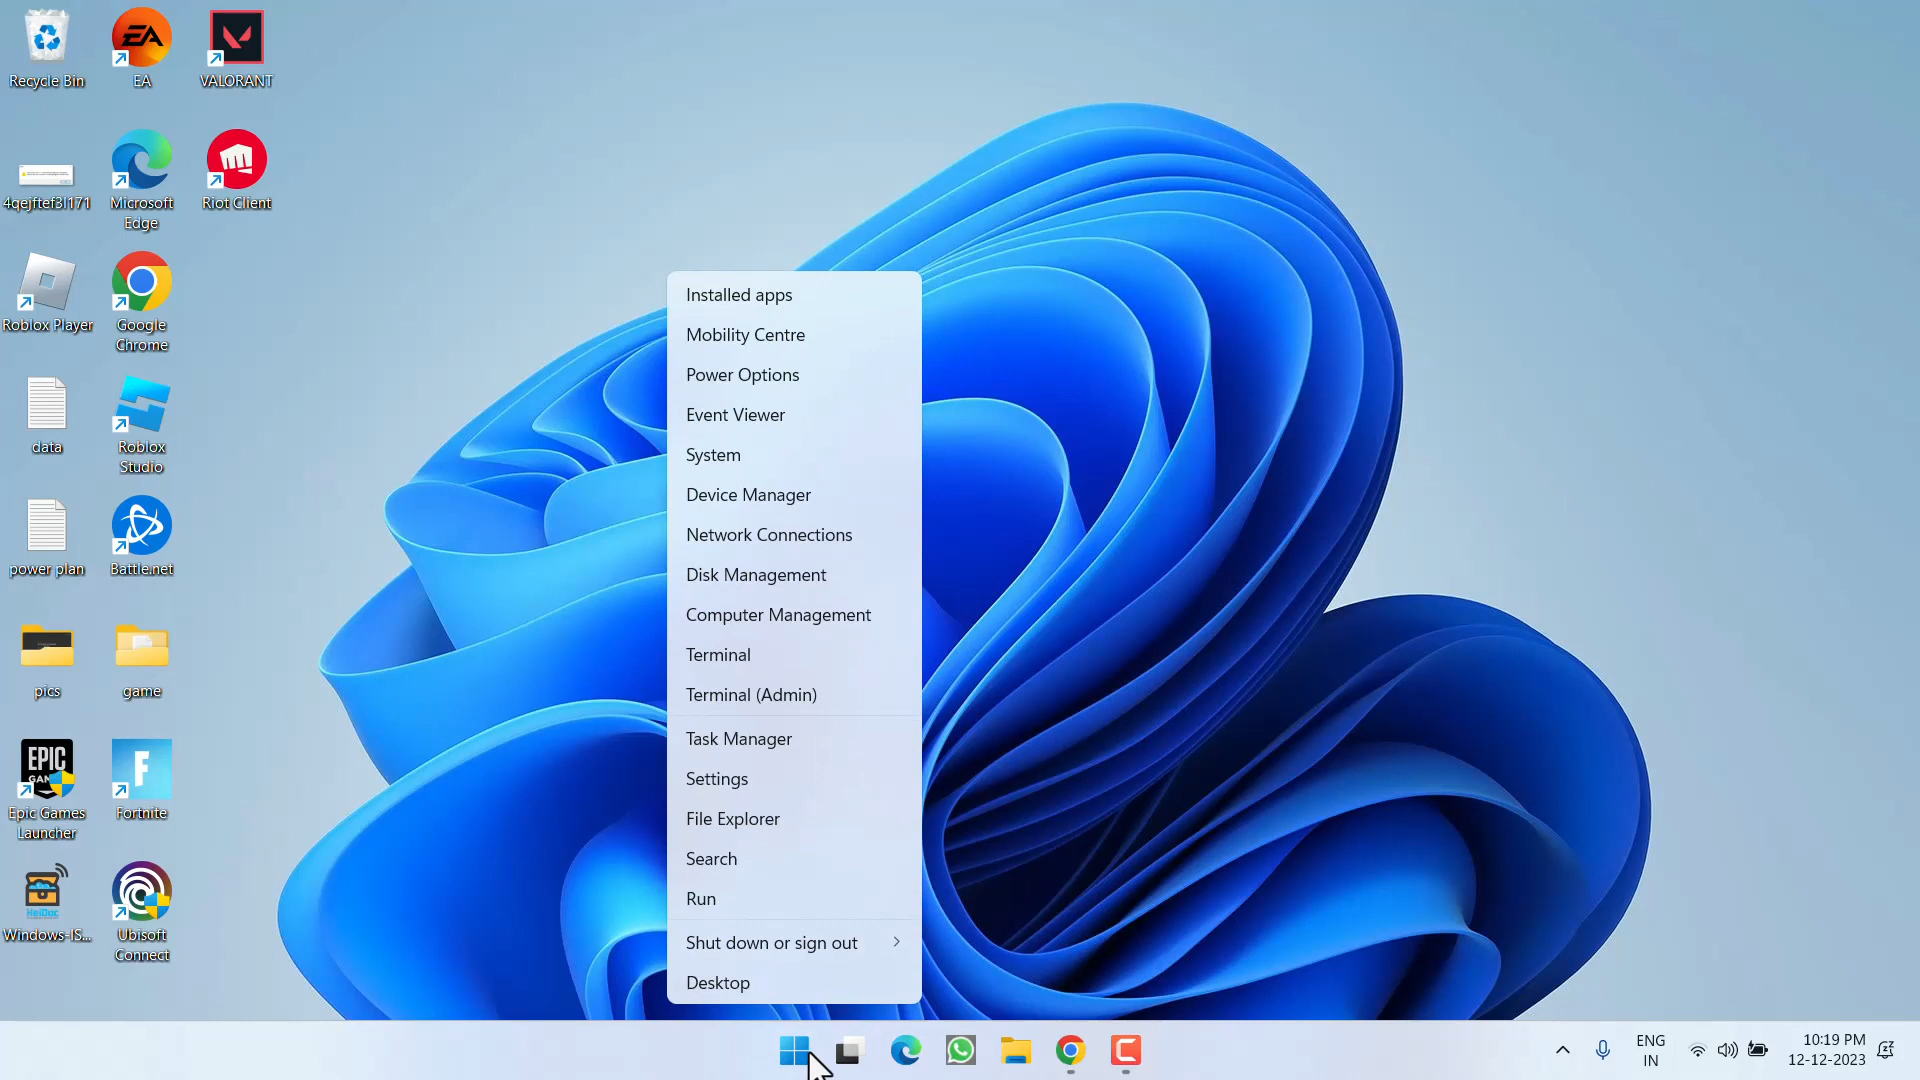 Recycle Bin
EA
VALORANT
4qejftef3l171
Microsoft
Edge
Riot Client
Roblox Player
Google
Chrome
data
Roblox
Studio
power plan
Battle.net
pics
game
EPIC
GAMES
Epic Games
Launcher
Fortnite
HeiDoc
Windows-IS...
Ubisoft
Connect
Installed apps
Mobility Centre
Power Options
Event Viewer
System
Device Manager
Network Connections
Disk Management
Computer Management
Terminal
Terminal (Admin)
Task Manager
Settings
File Explorer
Search
Run
Shut down or sign out
Desktop
ENG
IN
10:19 PM
12-12-2023